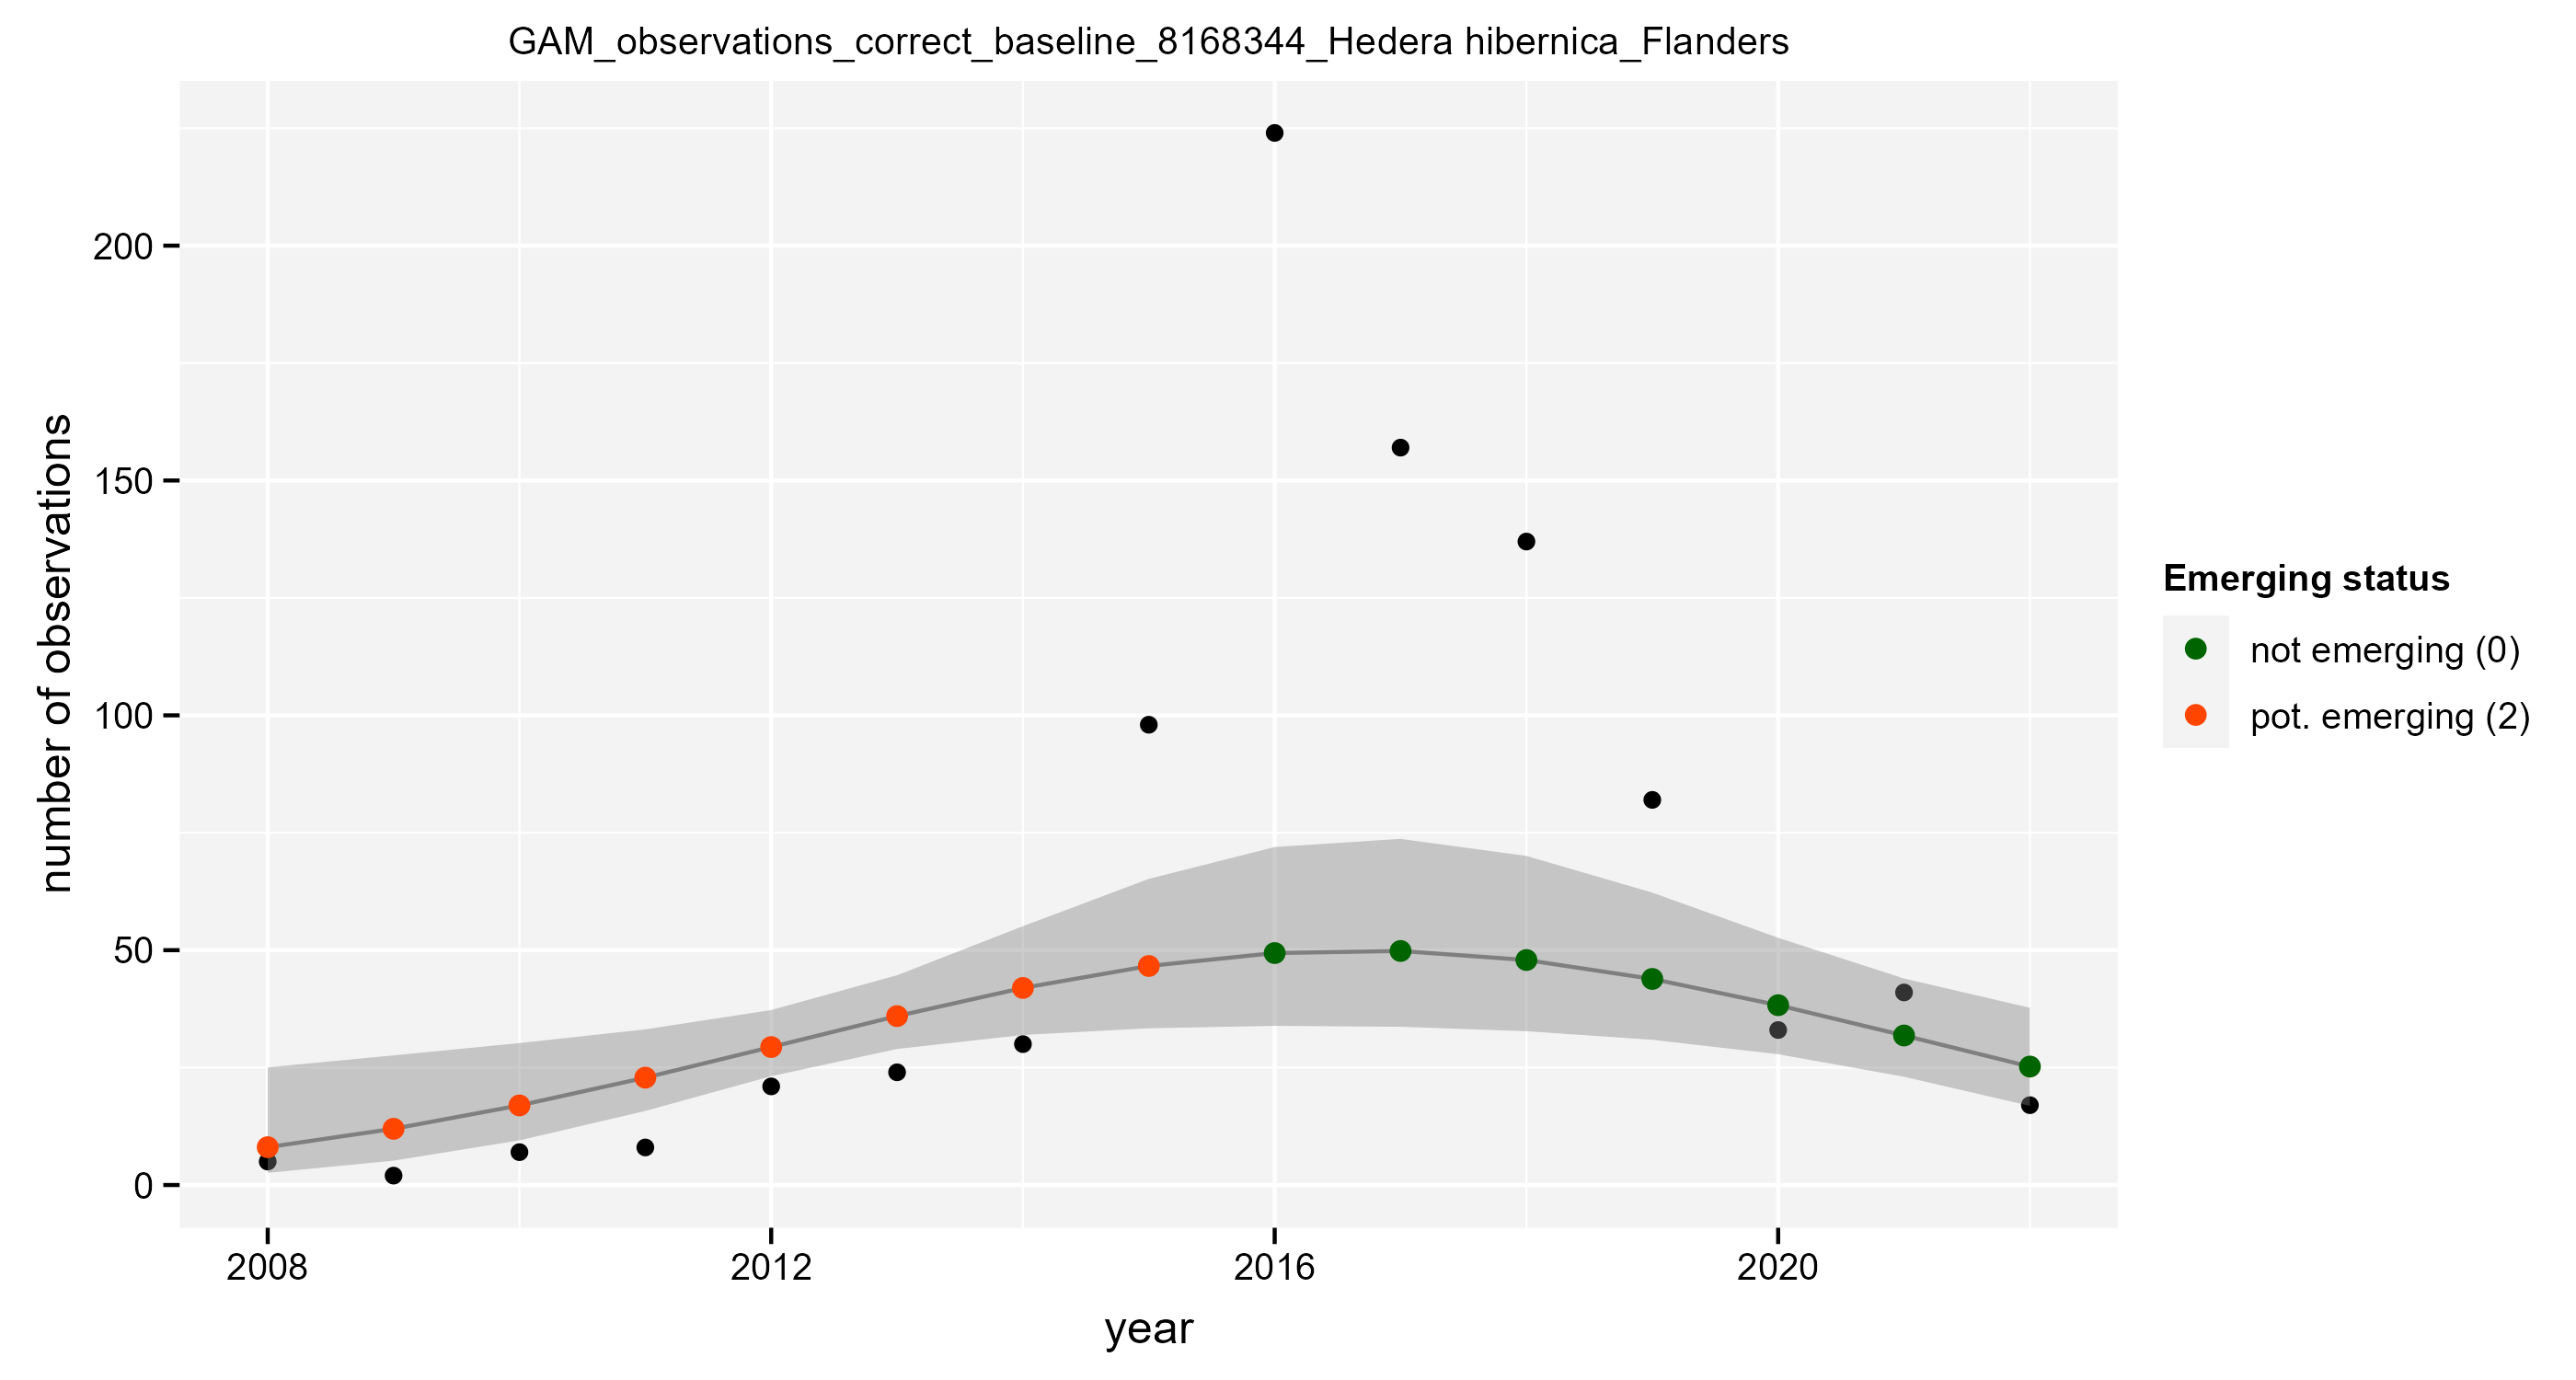 GAM_observations_correct_baseline_8168344_Hedera hibernica_Flanders
number of observations
200
150
100
50
0
2008
2012
2016
2020
year
Emerging status
not emerging (0)
pot. emerging (2)